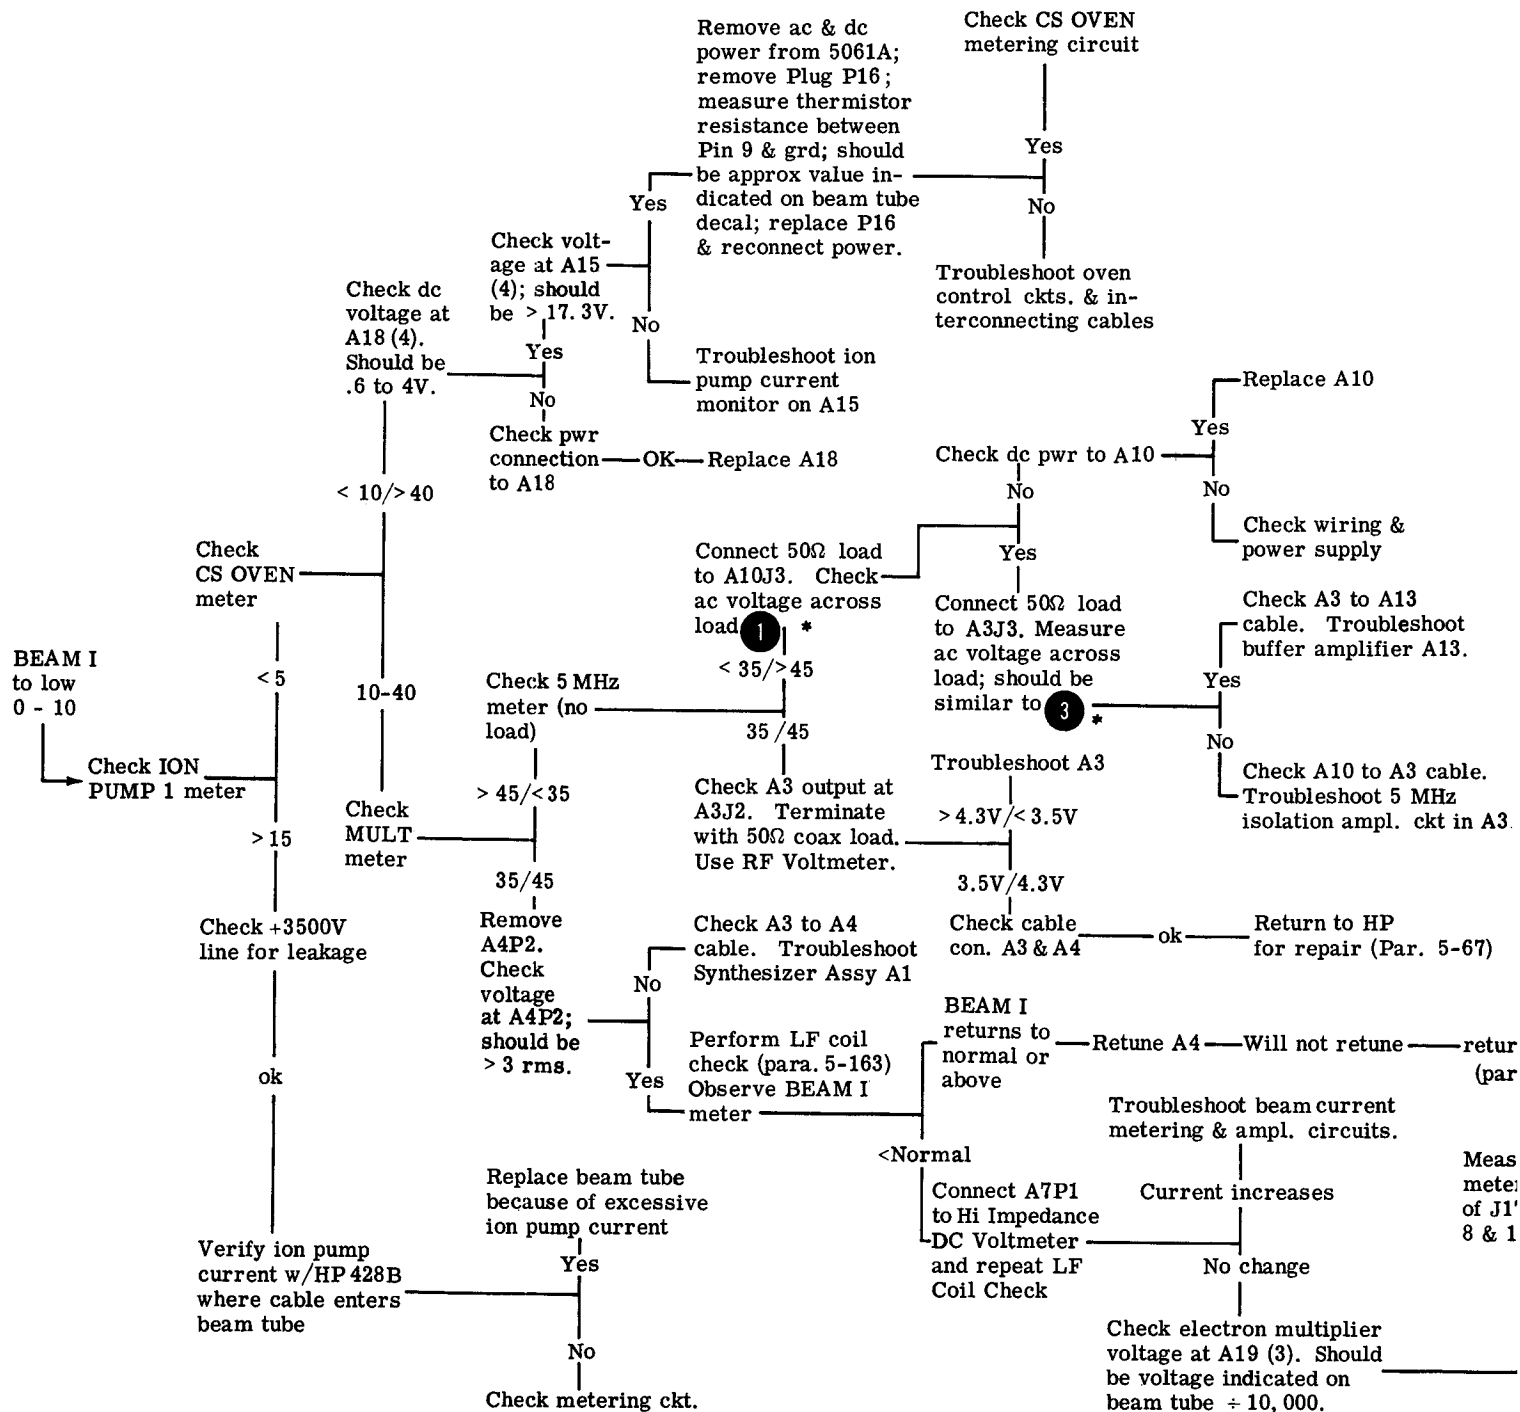 Remove ac & dc
power from 5061A;
remove Plug P16;
measure thermistor
resistance between
Pin 9 & grd; should
be approx value in-
dicated on beam tube
decal; replace P16
& reconnect power.
Check CS OVEN
metering circuit
Yes
No
Troubleshoot oven
control ckts. & in-
terconnecting cables
Yes
Check volt-
age at A15
(4); should
be > 17.3V.
No
Troubleshoot ion
pump current
monitor on A15
Check dc
voltage at
A18 (4).
Should be
.6 to 4V.
Yes
No
Check pwr
connection
to A18
OK
Replace A18
Replace A10
Yes
Check dc pwr to A10
No
No
Check wiring &
power supply
Yes
< 10/>40
Check
CS OVEN
meter
Connect 50Ω load
to A10J3. Check
ac voltage across
load 1 *
Connect 50Ω load
to A3J3. Measure
ac voltage across
load; should be
similar to 3 *
Check A3 to A13
cable. Troubleshoot
buffer amplifier A13.
Yes
No
Check A10 to A3 cable.
Troubleshoot 5 MHz
isolation ampl. ckt in A3.
BEAM I
to low
0 - 10
<5
10-40
Check 5 MHz
meter (no
load)
< 35/>45
35/45
Check ION
PUMP 1 meter
>15
Check
MULT
meter
> 45/<35
35/45
Check A3 output at
A3J2. Terminate
with 50Ω coax load.
Use RF Voltmeter.
Troubleshoot A3
> 4.3V/< 3.5V
3.5V/4.3V
Check cable
con. A3 & A4
ok
Return to HP
for repair (Par. 5-67)
Check +3500V
line for leakage
Remove
A4P2.
Check
voltage
at A4P2;
should be
> 3 rms.
Check A3 to A4
cable. Troubleshoot
Synthesizer Assy A1
No
Yes
Perform LF coil
check (para. 5-163)
Observe BEAM I
meter
BEAM I
returns to
normal or
above
Retune A4
Will not retune
retur
(par
ok
<Normal
Troubleshoot beam current
metering & ampl. circuits.
Current increases
Connect A7P1
to Hi Impedance
DC Voltmeter
and repeat LF
Coil Check
No change
Meas
mete
of J1
8 & 1
Verify ion pump
current w/HP 428B
where cable enters
beam tube
Replace beam tube
because of excessive
ion pump current
Yes
No
Check metering ckt.
Check electron multiplier
voltage at A19 (3). Should
be voltage indicated on
beam tube ÷ 10,000.